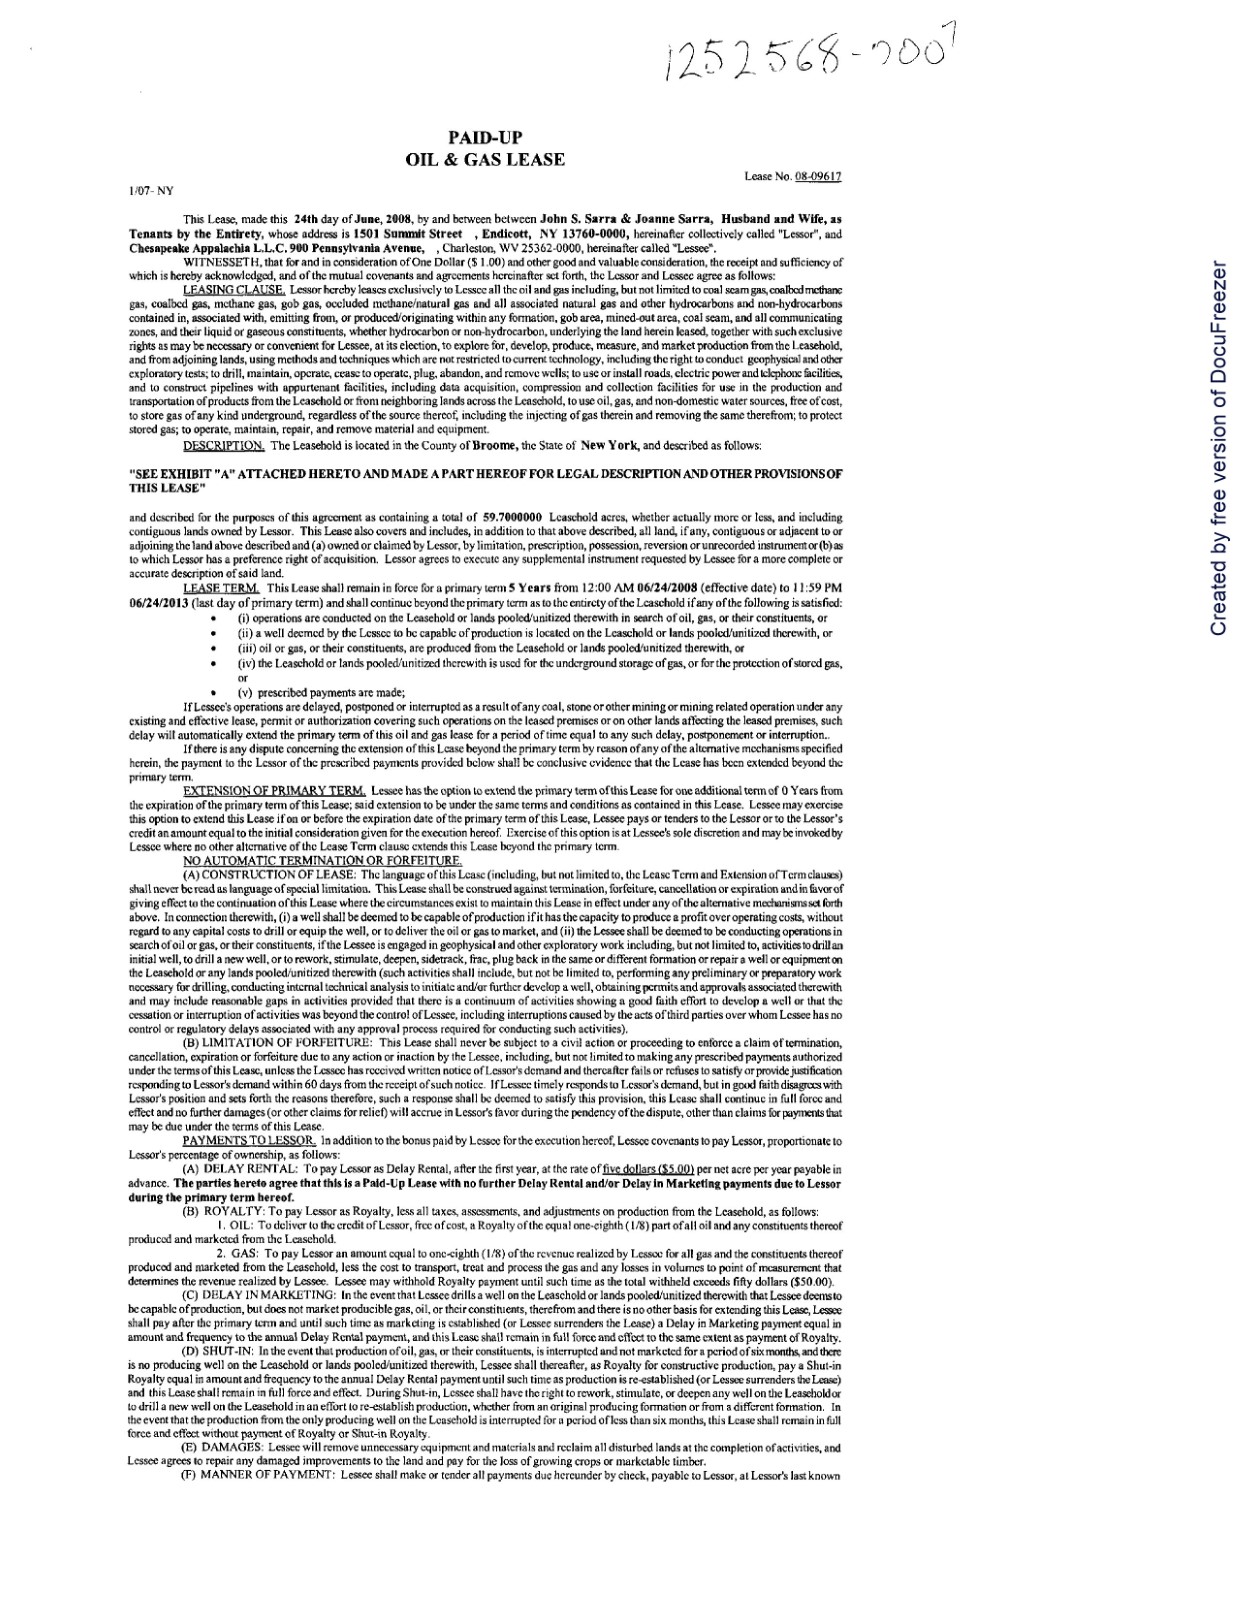 1252568-2007
PAID-UP
OIL & GAS LEASE
Lease No. 08-09617
1/07- NY
This Lease, made this 24th day of June, 2008, by and between between John S. Sarra & Joanne Sarra, Husband and Wife, as
Tenants by the Entirety, whose address is 1501 Summit Street , Endicott, NY 13760-0000, hereinafter collectively called "Lessor", and
Chesapeake Appalachia L.L.C. 900 Pennsylvania Avenue, , Charleston, WV 25362-0000, hereinafter called "Lessee".
WITNESSETH, that for and in consideration of One Dollar ($ 1.00) and other good and valuable consideration, the receipt and sufficiency of
which is hereby acknowledged, and of the mutual covenants and agreements hereinafter set forth, the Lessor and Lessee agree as follows:
LEASING CLAUSE. Lessor hereby leases exclusively to Lessee all the oil and gas including, but not limited to coal seam gas, coalbed methane
gas, coalbed gas, methane gas, gob gas, occluded methane/natural gas and all associated natural gas and other hydrocarbons and non-hydrocarbons
contained in, associated with, emitting from, or produced/originating within any formation, gob area, mined-out area, coal seam, and all communicating
zones, and their liquid or gaseous constituents, whether hydrocarbon or non-hydrocarbon, underlying the land herein leased, together with such exclusive
rights as may be necessary or convenient for Lessee, at its election, to explore for, develop, produce, measure, and market production from the Leasehold,
and from adjoining lands, using methods and techniques which are not restricted to current technology, including the right to conduct geophysical and other
exploratory tests; to drill, maintain, operate, cease to operate, plug, abandon, and remove wells; to use or install roads, electric power and telephone facilities,
and to construct pipelines with appurtenant facilities, including data acquisition, compression and collection facilities for use in the production and
transportation of products from the Leasehold or from neighboring lands across the Leasehold, to use oil, gas, and non-domestic water sources, free of cost,
to store gas of any kind underground, regardless of the source thereof, including the injecting of gas therein and removing the same therefrom; to protect
stored gas; to operate, maintain, repair, and remove material and equipment.
DESCRIPTION. The Leasehold is located in the County of Broome, the State of New York, and described as follows:
"SEE EXHIBIT "A" ATTACHED HERETO AND MADE A PART HEREOF FOR LEGAL DESCRIPTION AND OTHER PROVISIONS OF
THIS LEASE"
and described for the purposes of this agreement as containing a total of 59.7000000 Leasehold acres, whether actually more or less, and including
contiguous lands owned by Lessor. This Lease also covers and includes, in addition to that above described, all land, if any, contiguous or adjacent to or
adjoining the land above described and (a) owned or claimed by Lessor, by limitation, prescription, possession, reversion or unrecorded instrument or (b) as
to which Lessor has a preference right of acquisition. Lessor agrees to execute any supplemental instrument requested by Lessee for a more complete or
accurate description of said land.
LEASE TERM. This Lease shall remain in force for a primary term 5 Years from 12:00 AM 06/24/2008 (effective date) to 11:59 PM
06/24/2013 (last day of primary term) and shall continue beyond the primary term as to the entirety of the Leasehold if any of the following is satisfied:
• (i) operations are conducted on the Leasehold or lands pooled/unitized therewith in search of oil, gas, or their constituents, or
• (ii) a well deemed by the Lessee to be capable of production is located on the Leasehold or lands pooled/unitized therewith, or
• (iii) oil or gas, or their constituents, are produced from the Leasehold or lands pooled/unitized therewith, or
• (iv) the Leasehold or lands pooled/unitized therewith is used for the underground storage of gas, or for the protection of stored gas,
or
• (v) prescribed payments are made;
If Lessee's operations are delayed, postponed or interrupted as a result of any coal, stone or other mining or mining related operation under any
existing and effective lease, permit or authorization covering such operations on the leased premises or on other lands affecting the leased premises, such
delay will automatically extend the primary term of this oil and gas lease for a period of time equal to any such delay, postponement or interruption..
If there is any dispute concerning the extension of this Lease beyond the primary term by reason of any of the alternative mechanisms specified
herein, the payment to the Lessor of the prescribed payments provided below shall be conclusive evidence that the Lease has been extended beyond the
primary term.
EXTENSION OF PRIMARY TERM. Lessee has the option to extend the primary term of this Lease for one additional term of 0 Years from
the expiration of the primary term of this Lease; said extension to be under the same terms and conditions as contained in this Lease. Lessee may exercise
this option to extend this Lease if on or before the expiration date of the primary term of this Lease, Lessee pays or tenders to the Lessor or to the Lessor's
credit an amount equal to the initial consideration given for the execution hereof. Exercise of this option is at Lessee's sole discretion and may be invoked by
Lessee where no other alternative of the Lease Term clause extends this Lease beyond the primary term.
NO AUTOMATIC TERMINATION OR FORFEITURE.
(A) CONSTRUCTION OF LEASE: The language of this Lease (including, but not limited to, the Lease Term and Extension of Term clauses)
shall never be read as language of special limitation. This Lease shall be construed against termination, forfeiture, cancellation or expiration and in favor of
giving effect to the continuation of this Lease where the circumstances exist to maintain this Lease in effect under any of the alternative mechanisms set forth
above. In connection therewith, (i) a well shall be deemed to be capable of production if it has the capacity to produce a profit over operating costs, without
regard to any capital costs to drill or equip the well, or to deliver the oil or gas to market, and (ii) the Lessee shall be deemed to be conducting operations in
search of oil or gas, or their constituents, if the Lessee is engaged in geophysical and other exploratory work including, but not limited to, activities to drill an
initial well, to drill a new well, or to rework, stimulate, deepen, sidetrack, frac, plug back in the same or different formation or repair a well or equipment on
the Leasehold or any lands pooled/unitized therewith (such activities shall include, but not be limited to, performing any preliminary or preparatory work
necessary for drilling, conducting internal technical analysis to initiate and/or further develop a well, obtaining permits and approvals associated therewith
and may include reasonable gaps in activities provided that there is a continuum of activities showing a good faith effort to develop a well or that the
cessation or interruption of activities was beyond the control of Lessee, including interruptions caused by the acts of third parties over whom Lessee has no
control or regulatory delays associated with any approval process required for conducting such activities).
(B) LIMITATION OF FORFEITURE: This Lease shall never be subject to a civil action or proceeding to enforce a claim of termination,
cancellation, expiration or forfeiture due to any action or inaction by the Lessee, including, but not limited to making any prescribed payments authorized
under the terms of this Lease, unless the Lessee has received written notice of Lessor's demand and thereafter fails or refuses to satisfy or provide justification
responding to Lessor's demand within 60 days from the receipt of such notice. If Lessee timely responds to Lessor's demand, but in good faith disagrees with
Lessor's position and sets forth the reasons therefore, such a response shall be deemed to satisfy this provision, this Lease shall continue in full force and
effect and no further damages (or other claims for relief) will accrue in Lessor's favor during the pendency of the dispute, other than claims for payments that
may be due under the terms of this Lease.
PAYMENTS TO LESSOR. In addition to the bonus paid by Lessee for the execution hereof, Lessee covenants to pay Lessor, proportionate to
Lessor's percentage of ownership, as follows:
(A) DELAY RENTAL: To pay Lessor as Delay Rental, after the first year, at the rate of five dollars ($5.00) per net acre per year payable in
advance. The parties hereto agree that this is a Paid-Up Lease with no further Delay Rental and/or Delay in Marketing payments due to Lessor
during the primary term hereof.
(B) ROYALTY: To pay Lessor as Royalty, less all taxes, assessments, and adjustments on production from the Leasehold, as follows:
1. OIL: To deliver to the credit of Lessor, free of cost, a Royalty of the equal one-eighth (1/8) part of all oil and any constituents thereof
produced and marketed from the Leasehold.
2. GAS: To pay Lessor an amount equal to one-eighth (1/8) of the revenue realized by Lessee for all gas and the constituents thereof
produced and marketed from the Leasehold, less the cost to transport, treat and process the gas and any losses in volumes to point of measurement that
determines the revenue realized by Lessee. Lessee may withhold Royalty payment until such time as the total withheld exceeds fifty dollars ($50.00).
(C) DELAY IN MARKETING: In the event that Lessee drills a well on the Leasehold or lands pooled/unitized therewith that Lessee deems to
be capable of production, but does not market producible gas, oil, or their constituents, therefrom and there is no other basis for extending this Lease, Lessee
shall pay after the primary term and until such time as marketing is established (or Lessee surrenders the Lease) a Delay in Marketing payment equal in
amount and frequency to the annual Delay Rental payment, and this Lease shall remain in full force and effect to the same extent as payment of Royalty.
(D) SHUT-IN: In the event that production of oil, gas, or their constituents, is interrupted and not marketed for a period of six months, and there
is no producing well on the Leasehold or lands pooled/unitized therewith, Lessee shall thereafter, as Royalty for constructive production, pay a Shut-in
Royalty equal in amount and frequency to the annual Delay Rental payment until such time as production is re-established (or Lessee surrenders the Lease)
and this Lease shall remain in full force and effect. During Shut-in, Lessee shall have the right to rework, stimulate, or deepen any well on the Leasehold or
to drill a new well on the Leasehold in an effort to re-establish production, whether from an original producing formation or from a different formation. In
the event that the production from the only producing well on the Leasehold is interrupted for a period of less than six months, this Lease shall remain in full
force and effect without payment of Royalty or Shut-in Royalty.
(E) DAMAGES: Lessee will remove unnecessary equipment and materials and reclaim all disturbed lands at the completion of activities, and
Lessee agrees to repair any damaged improvements to the land and pay for the loss of growing crops or marketable timber.
(F) MANNER OF PAYMENT: Lessee shall make or tender all payments due hereunder by check, payable to Lessor, at Lessor's last known
Created by free version of DocuFreezer